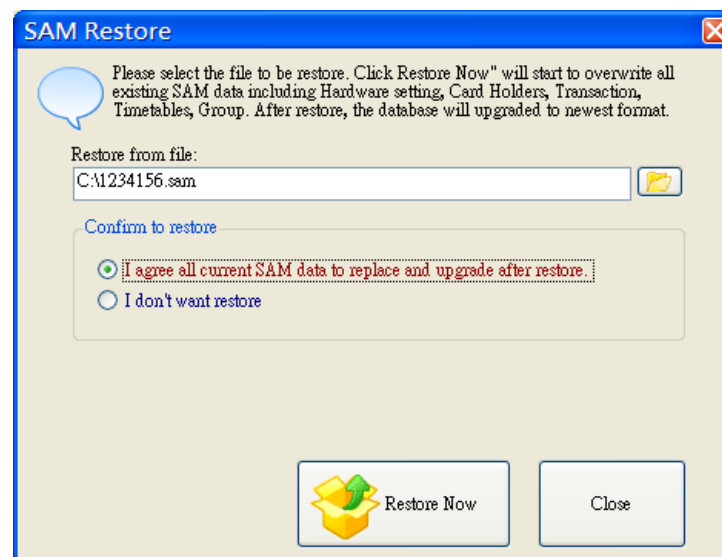 SAM Restore
Please select the file to be restore. Click Restore Now" will start to overwrite all
existing SAM data including Hardware setting, Card Holders, Transaction,
Timetables, Group. After restore, the database will upgraded to newest format.
Restore from file:
C:\1234156.sam
Confirm to restore
I agree all current SAM data to replace and upgrade after restore.
I don't want restore
Restore Now
Close